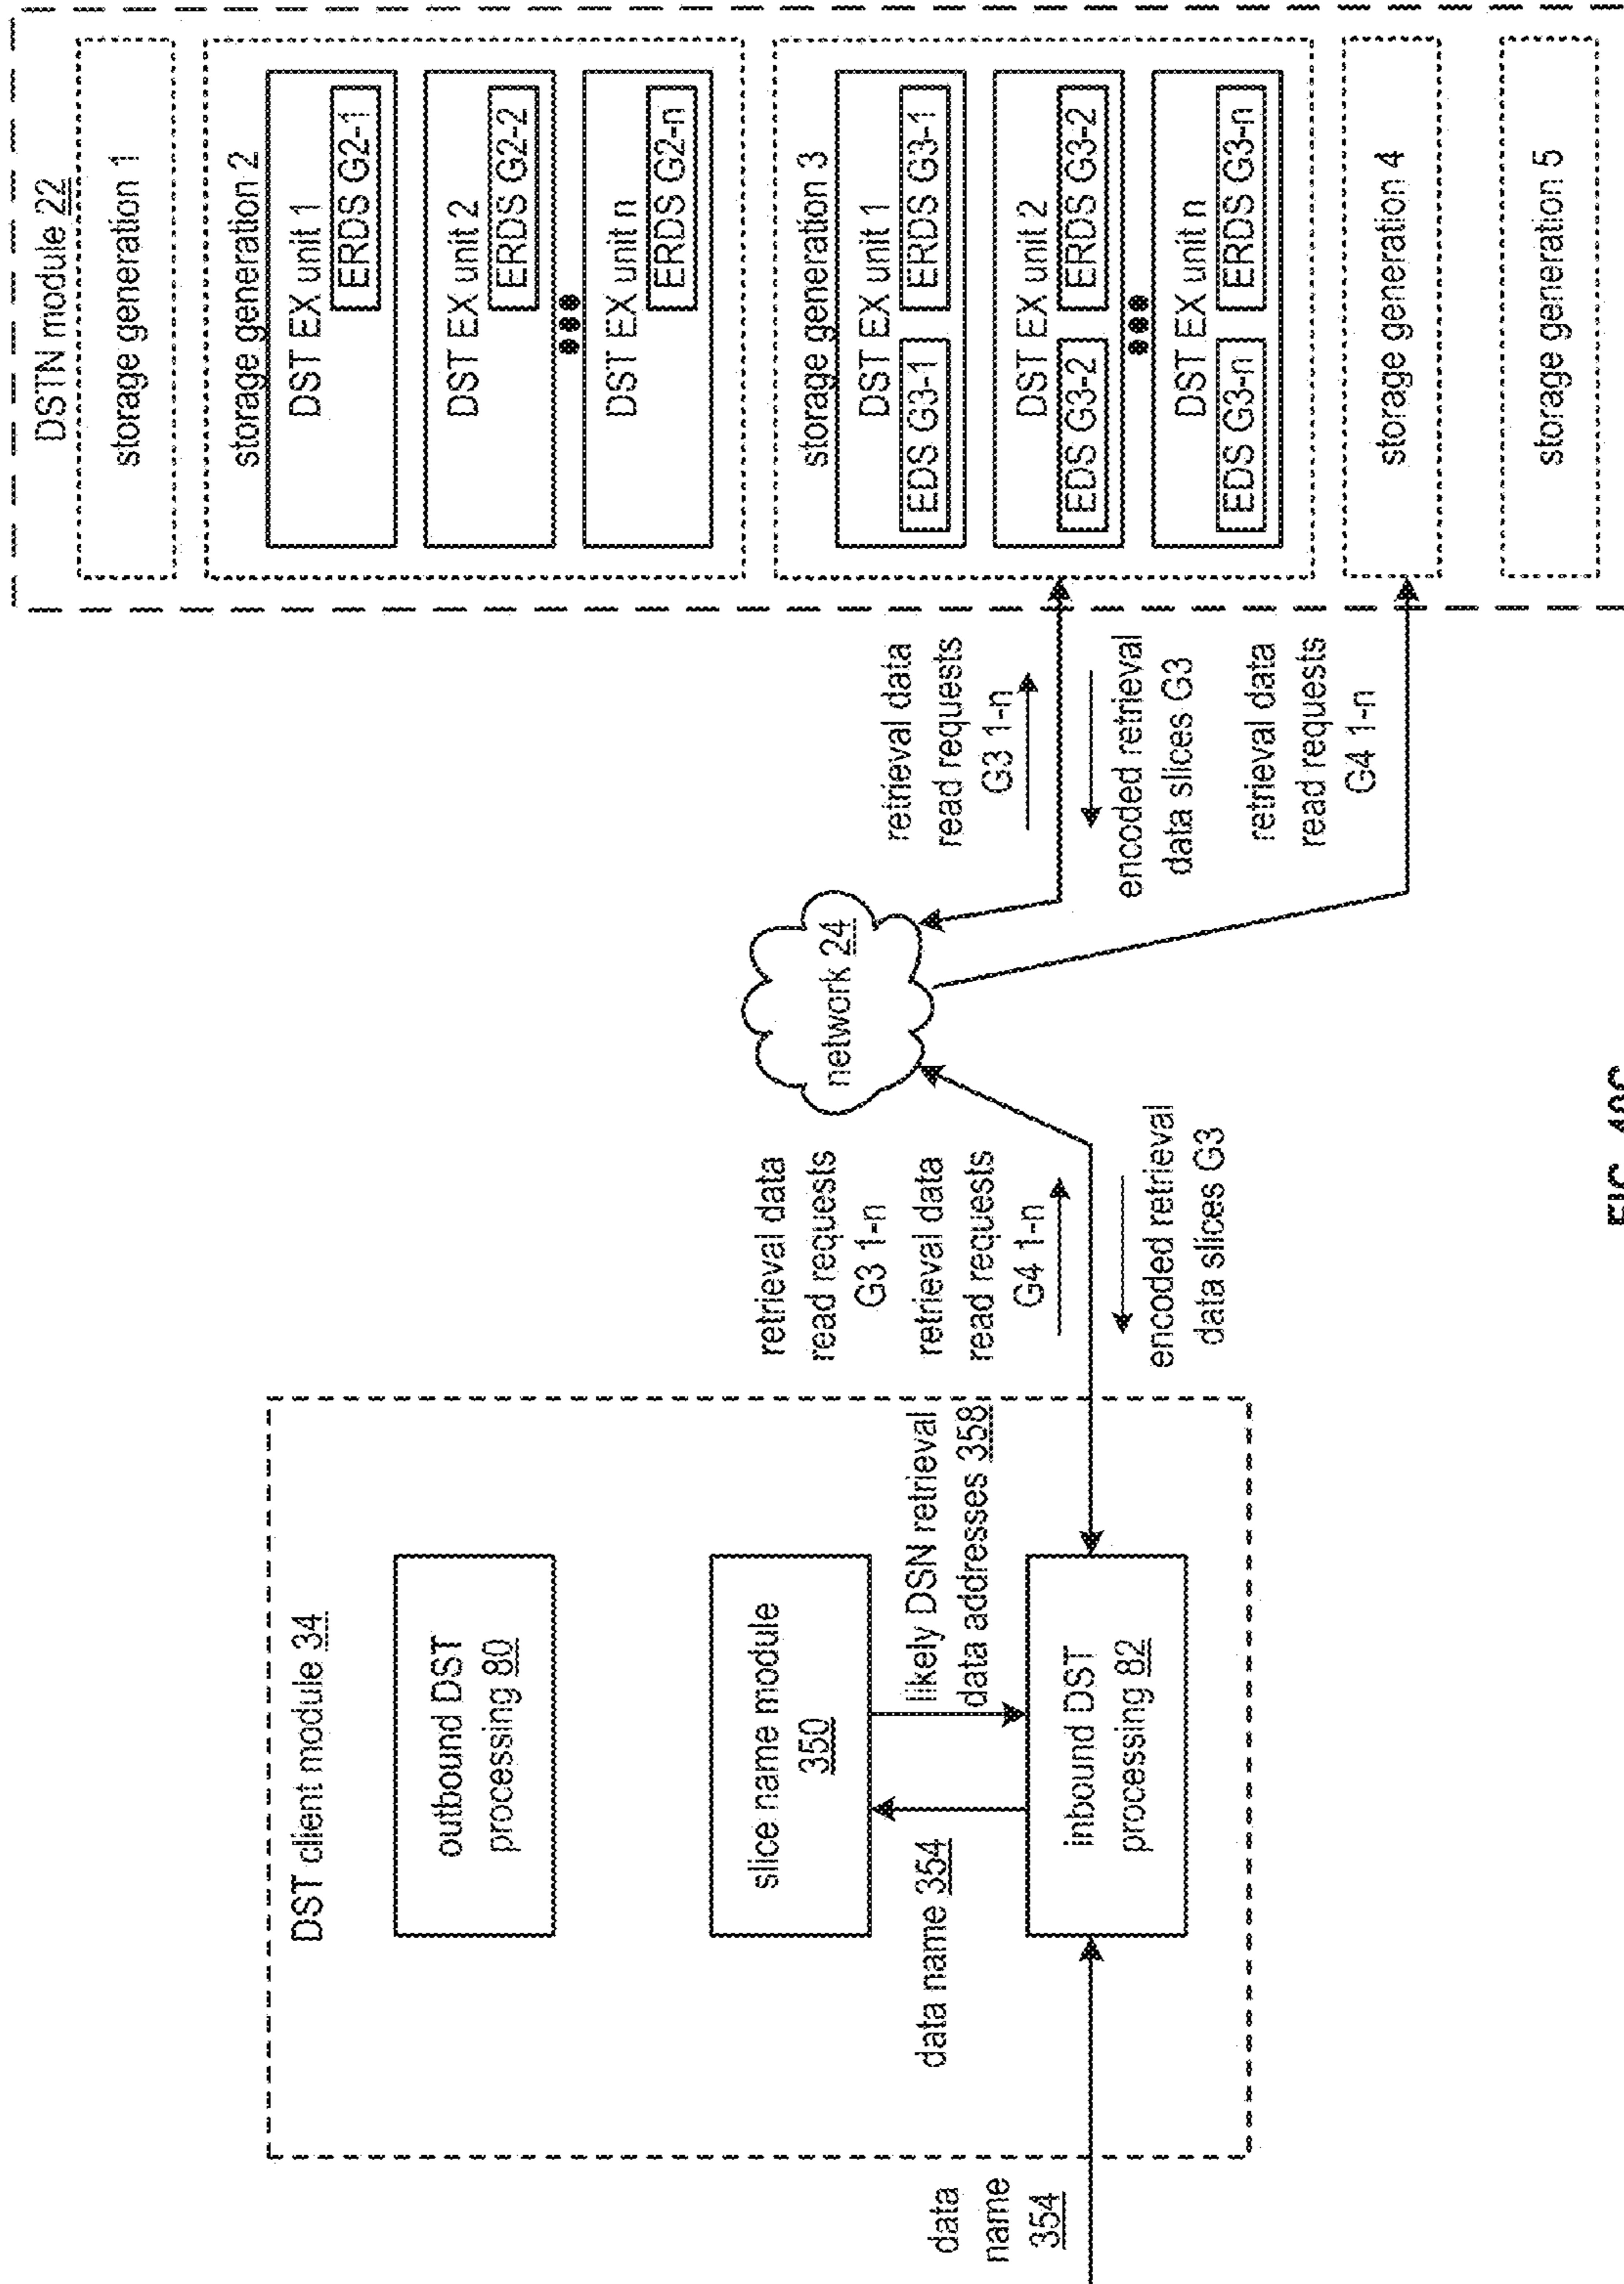 DST client module 34
outbound DST
processing 80
slice name module
350
data name 354
likely DSN retrieval
data addresses 358
inbound DST
processing 82
data
name
354
retrieval data
read requests
G3 1-n
retrieval data
read requests
G4 1-n
encoded retrieval
data slices G3
network 24
retrieval data
read requests
G3 1-n
encoded retrieval
data slices G3
retrieval data
read requests
G4 1-n
DSTN module 22
storage generation 1
storage generation 2
DST EX unit 1
ERDS G2-1
DST EX unit 2
ERDS G2-2
DST EX unit n
ERDS G2-n
storage generation 3
DST EX unit 1
EDS G3-1 ERDS G3-1
DST EX unit 2
EDS G3-2 ERDS G3-2
DST EX unit n
EDS G3-n ERDS G3-n
storage generation 4
storage generation 5